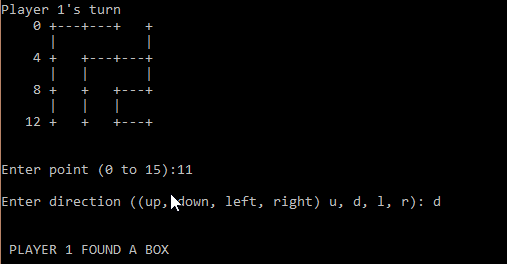 Player 1's turn
0 +---+---+   +
|           |
4 +   +---+---+
|   |       |
8 +   +   +---+
|   |   |
12 +   +   +---+
Enter point (0 to 15):11
Enter direction ((up, down, left, right) u, d, l, r): d
PLAYER 1 FOUND A BOX